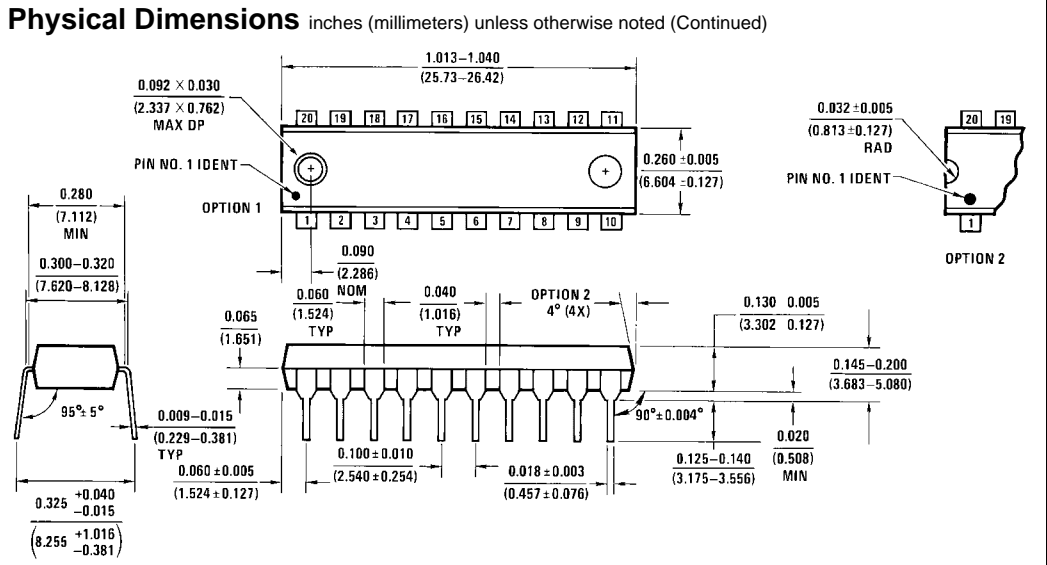 Physical Dimensions inches (millimeters) unless otherwise noted (Continued)
1.013–1.040
(25.73–26.42)
0.092 × 0.030
(2.337 × 0.762)
MAX DP
20 19 18 17 16 15 14 13 12 11
PIN NO. 1 IDENT
OPTION 1
1 2 3 4 5 6 7 8 9 10
0.260 ±0.005
(6.604 ±0.127)
0.032 ±0.005
(0.813 ±0.127)
RAD
20 19
PIN NO. 1 IDENT
1
OPTION 2
0.280
(7.112)
MIN
0.300–0.320
(7.620–8.128)
0.090
(2.286)
NOM
0.060
(1.524)
TYP
0.040
(1.016)
TYP
OPTION 2
4° (4X)
0.130 0.005
(3.302 0.127)
0.065
(1.651)
0.145–0.200
(3.683–5.080)
95°± 5°
0.009–0.015
(0.229–0.381)
TYP
90°±0.004°
0.020
(0.508)
MIN
0.100 ±0.010
(2.540 ±0.254)
0.125–0.140
(3.175–3.556)
0.060 ±0.005
(1.524 ±0.127)
0.018 ±0.003
(0.457 ±0.076)
0.325 +0.040
–0.015
(8.255 +1.016
–0.381)